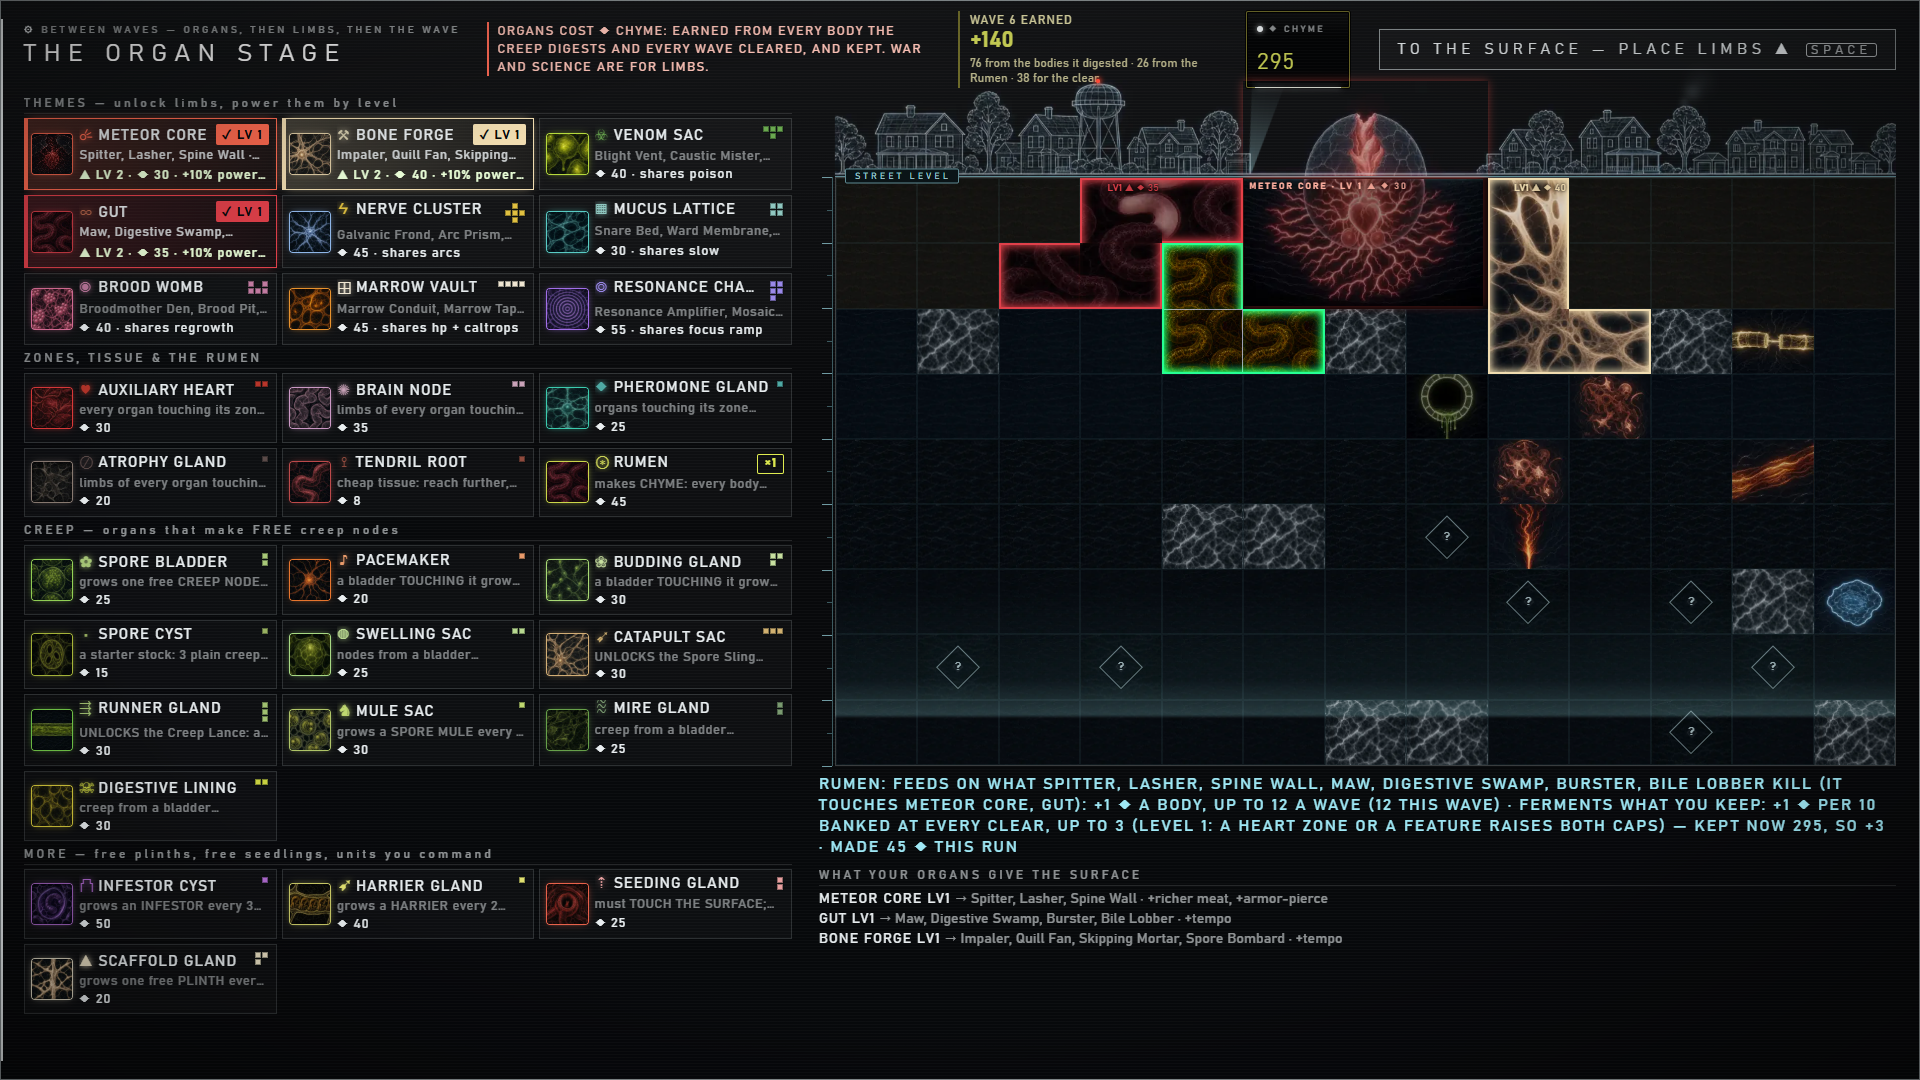 BETWEEN WAVES — ORGANS, THEN LIMBS, THEN THE WAVE
THE ORGAN STAGE
ORGANS COST ◆ CHYME: EARNED FROM EVERY BODY THE
CREEP DIGESTS AND EVERY WAVE CLEARED, AND KEPT. WAR
AND SCIENCE ARE FOR LIMBS.
WAVE 6 EARNED
+140
76 from the bodies it digested · 26 from the
Rumen · 38 for the clear
◆ CHYME
295
TO THE SURFACE — PLACE LIMBS ▲ SPACE
THEMES — unlock limbs, power them by level
METEOR CORE ✓ LV 1
Spitter, Lasher, Spine Wall ·…
▲ LV 2 · ◆ 30 · +10% power…
BONE FORGE ✓ LV 1
Impaler, Quill Fan, Skipping…
▲ LV 2 · ◆ 40 · +10% power…
VENOM SAC
Blight Vent, Caustic Mister,…
◆ 40 · shares poison
GUT ✓ LV 1
Maw, Digestive Swamp,…
▲ LV 2 · ◆ 35 · +10% power…
NERVE CLUSTER
Galvanic Frond, Arc Prism,…
◆ 45 · shares arcs
MUCUS LATTICE
Snare Bed, Ward Membrane,…
◆ 30 · shares slow
BROOD WOMB
Broodmother Den, Brood Pit,…
◆ 40 · shares regrowth
MARROW VAULT
Marrow Conduit, Marrow Tap…
◆ 45 · shares hp + caltrops
RESONANCE CHA…
Resonance Amplifier, Mosaic…
◆ 55 · shares focus ramp
ZONES, TISSUE & THE RUMEN
AUXILIARY HEART
every organ touching its zon…
◆ 30
BRAIN NODE
limbs of every organ touchin…
◆ 35
PHEROMONE GLAND
organs touching its zone…
◆ 25
ATROPHY GLAND
limbs of every organ touchin…
◆ 20
TENDRIL ROOT
cheap tissue: reach further,…
◆ 8
RUMEN ×1
makes CHYME: every body…
◆ 45
CREEP — organs that make FREE creep nodes
SPORE BLADDER
grows one free CREEP NODE…
◆ 25
PACEMAKER
a bladder TOUCHING it grow…
◆ 20
BUDDING GLAND
a bladder TOUCHING it grow…
◆ 30
SPORE CYST
a starter stock: 3 plain creep…
◆ 15
SWELLING SAC
nodes from a bladder…
◆ 25
CATAPULT SAC
UNLOCKS the Spore Sling…
◆ 30
RUNNER GLAND
UNLOCKS the Creep Lance: a…
◆ 30
MULE SAC
grows a SPORE MULE every …
◆ 30
MIRE GLAND
creep from a bladder…
◆ 25
DIGESTIVE LINING
creep from a bladder…
◆ 30
MORE — free plinths, free seedlings, units you command
INFESTOR CYST
grows an INFESTOR every 3…
◆ 50
HARRIER GLAND
grows a HARRIER every 2…
◆ 40
SEEDING GLAND
must TOUCH THE SURFACE;…
◆ 25
SCAFFOLD GLAND
grows one free PLINTH ever…
◆ 20
STREET LEVEL
LV1 ▲ ◆ 35
METEOR CORE · LV 1 ▲ ◆ 30
LV1 ▲ ◆ 40
?
?
?
?
?
?
?
RUMEN: FEEDS ON WHAT SPITTER, LASHER, SPINE WALL, MAW, DIGESTIVE SWAMP, BURSTER, BILE LOBBER KILL (IT
TOUCHES METEOR CORE, GUT): +1 ◆ A BODY, UP TO 12 A WAVE (12 THIS WAVE) · FERMENTS WHAT YOU KEEP: +1 ◆ PER 10
BANKED AT EVERY CLEAR, UP TO 3 (LEVEL 1: A HEART ZONE OR A FEATURE RAISES BOTH CAPS) — KEPT NOW 295, SO +3
· MADE 45 ◆ THIS RUN
WHAT YOUR ORGANS GIVE THE SURFACE
METEOR CORE LV1 → Spitter, Lasher, Spine Wall · +richer meat, +armor-pierce
GUT LV1 → Maw, Digestive Swamp, Burster, Bile Lobber · +tempo
BONE FORGE LV1 → Impaler, Quill Fan, Skipping Mortar, Spore Bombard · +tempo